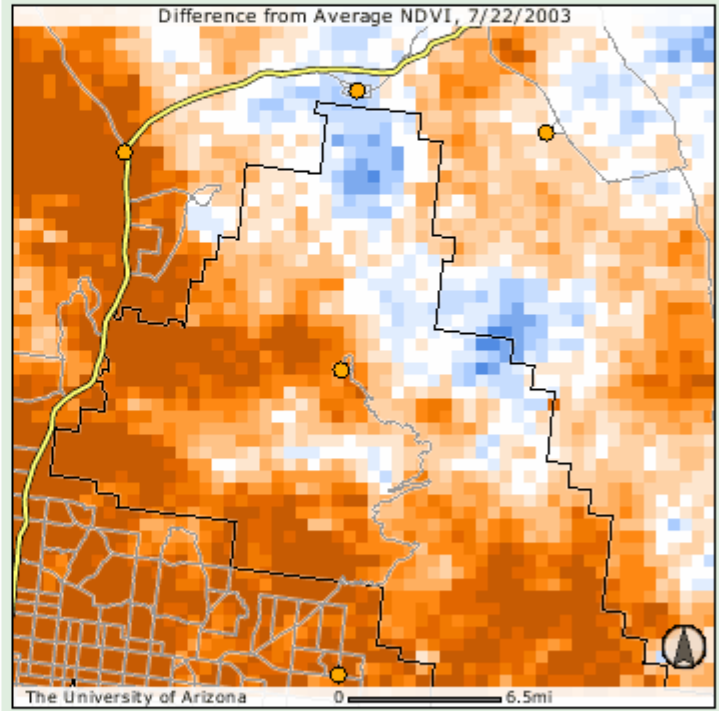 Difference from Average NDVI, 7/22/2003
The University of Arizona 0 6.5mi